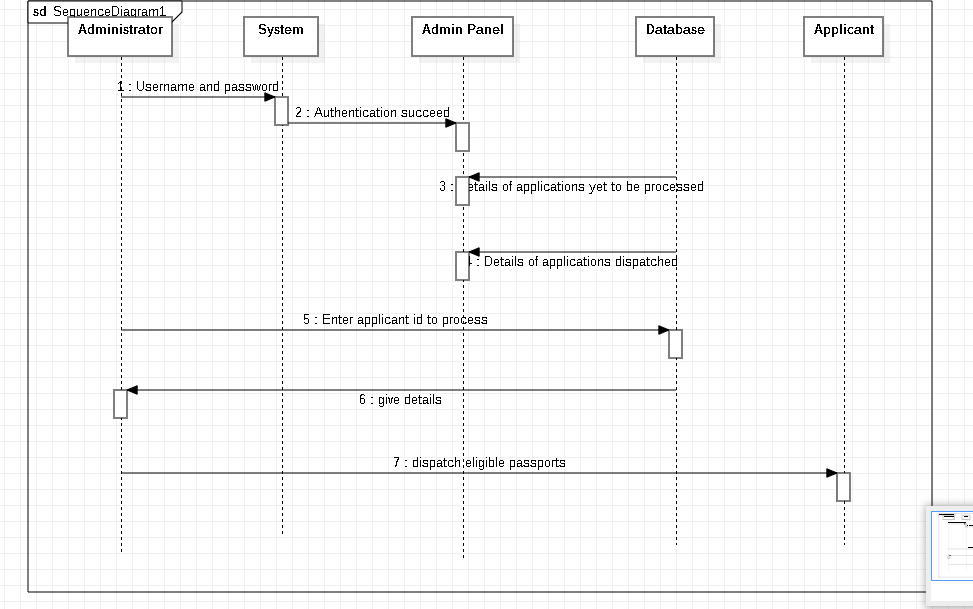 sd SequenceDiagram1
Administrator
System
Admin Panel
Database
Applicant
1 : Username and password
2 : Authentication succeed
3 : etails of applications yet to be processed
: Details of applications dispatched
5 : Enter applicant id to process
6 : give details
7 : dispatch eligible passports